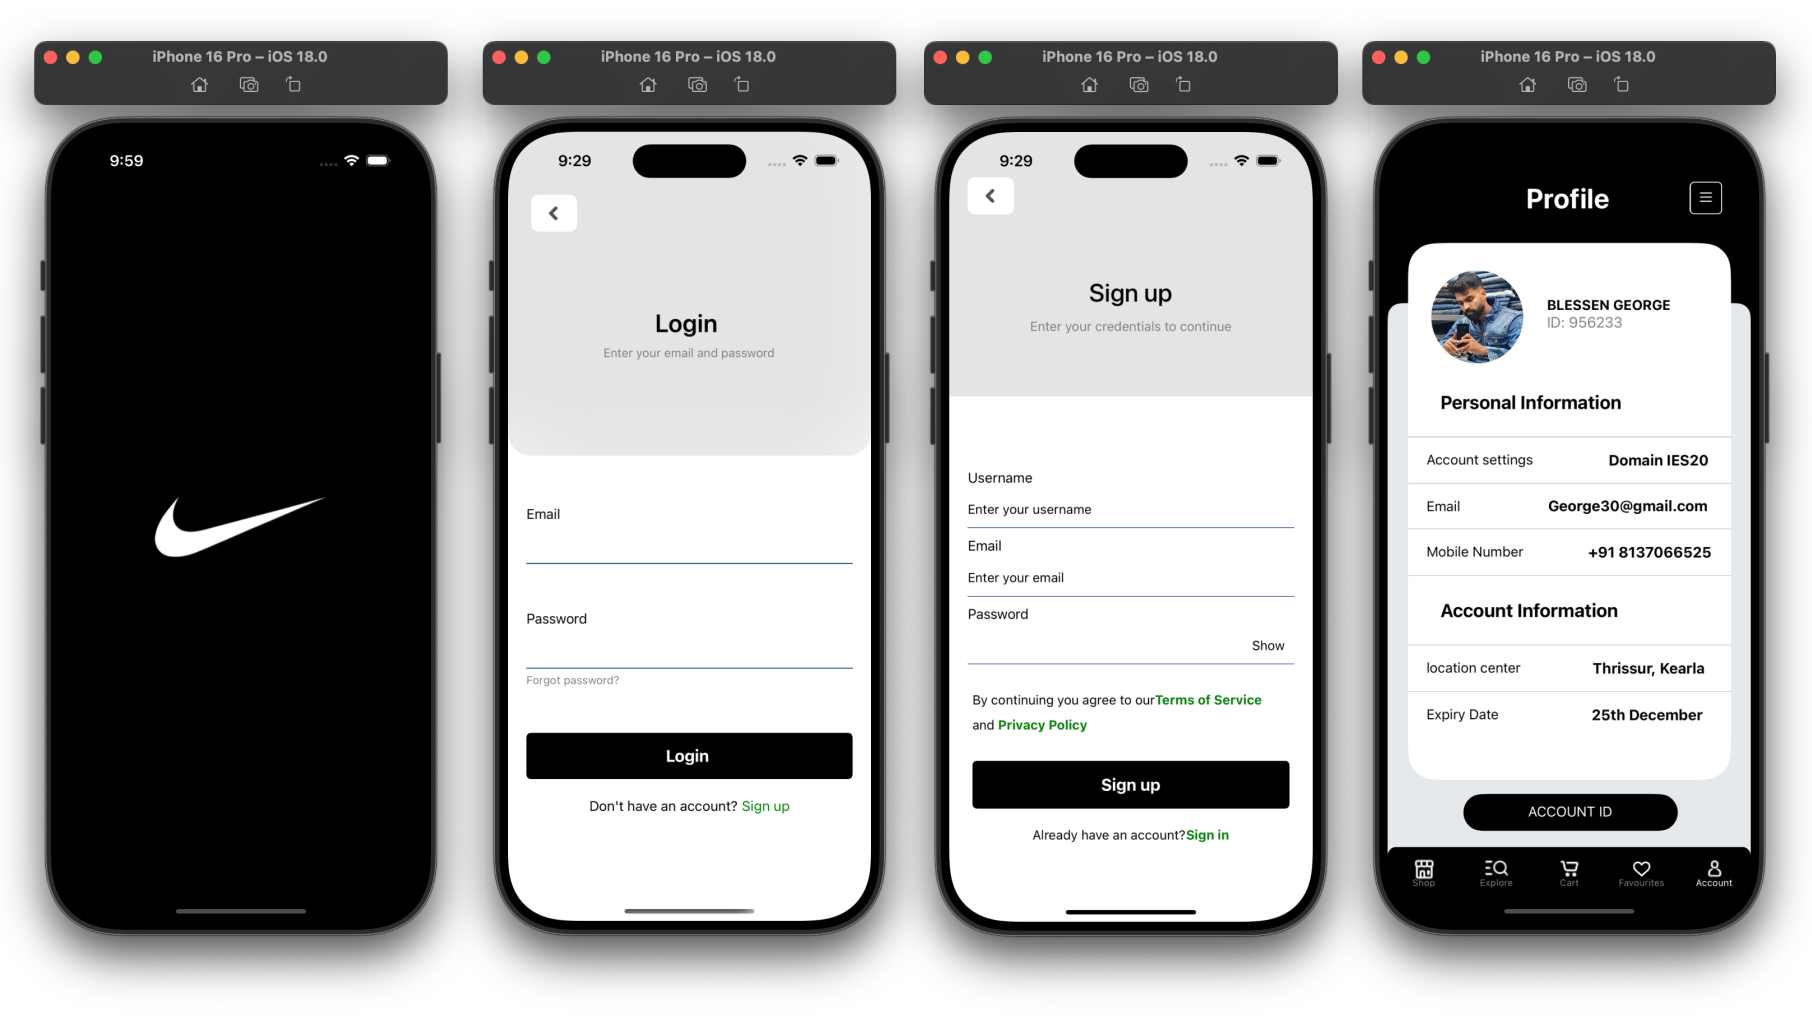 iPhone 16 Pro – iOS 18.0
9:59
iPhone 16 Pro – iOS 18.0
9:29
Login
Enter your email and password
Email
Password
Forgot password?
Login
Don't have an account? Sign up
iPhone 16 Pro – iOS 18.0
9:29
Sign up
Enter your credentials to continue
Username
Enter your username
Email
Enter your email
Password
Show
By continuing you agree to ourTerms of Service
and Privacy Policy
Sign up
Already have an account?Sign in
iPhone 16 Pro – iOS 18.0
Profile
BLESSEN GEORGE
ID: 956233
Personal Information
Account settings Domain IES20
Email George30@gmail.com
Mobile Number +91 8137066525
Account Information
location center Thrissur, Kearla
Expiry Date 25th December
ACCOUNT ID
Shop Explore Cart Favourites Account